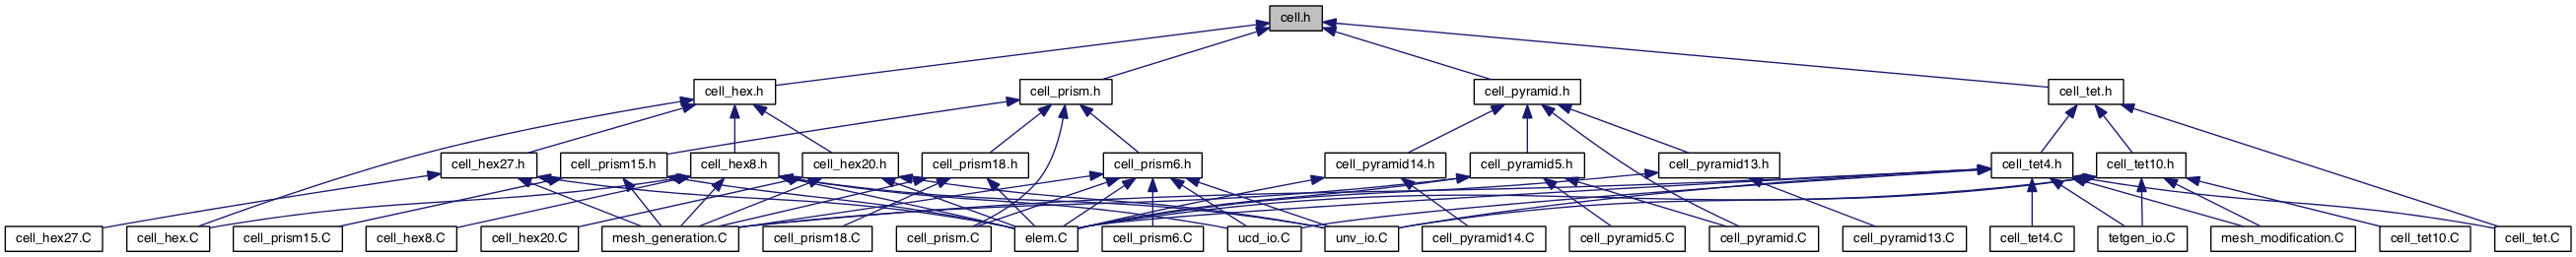 cell.h
cell_hex.h
cell_prism.h
cell_pyramid.h
cell_tet.h
cell_hex27.h
cell_prism15.h
cell_hex8.h
cell_hex20.h
cell_prism18.h
cell_prism6.h
cell_pyramid14.h
cell_pyramid5.h
cell_pyramid13.h
cell_tet4.h
cell_tet10.h
cell_hex27.C
cell_hex.C
cell_prism15.C
cell_hex8.C
cell_hex20.C
mesh_generation.C
cell_prism18.C
cell_prism.C
elem.C
cell_prism6.C
ucd_io.C
unv_io.C
cell_pyramid14.C
cell_pyramid5.C
cell_pyramid.C
cell_pyramid13.C
cell_tet4.C
tetgen_io.C
mesh_modification.C
cell_tet10.C
cell_tet.C